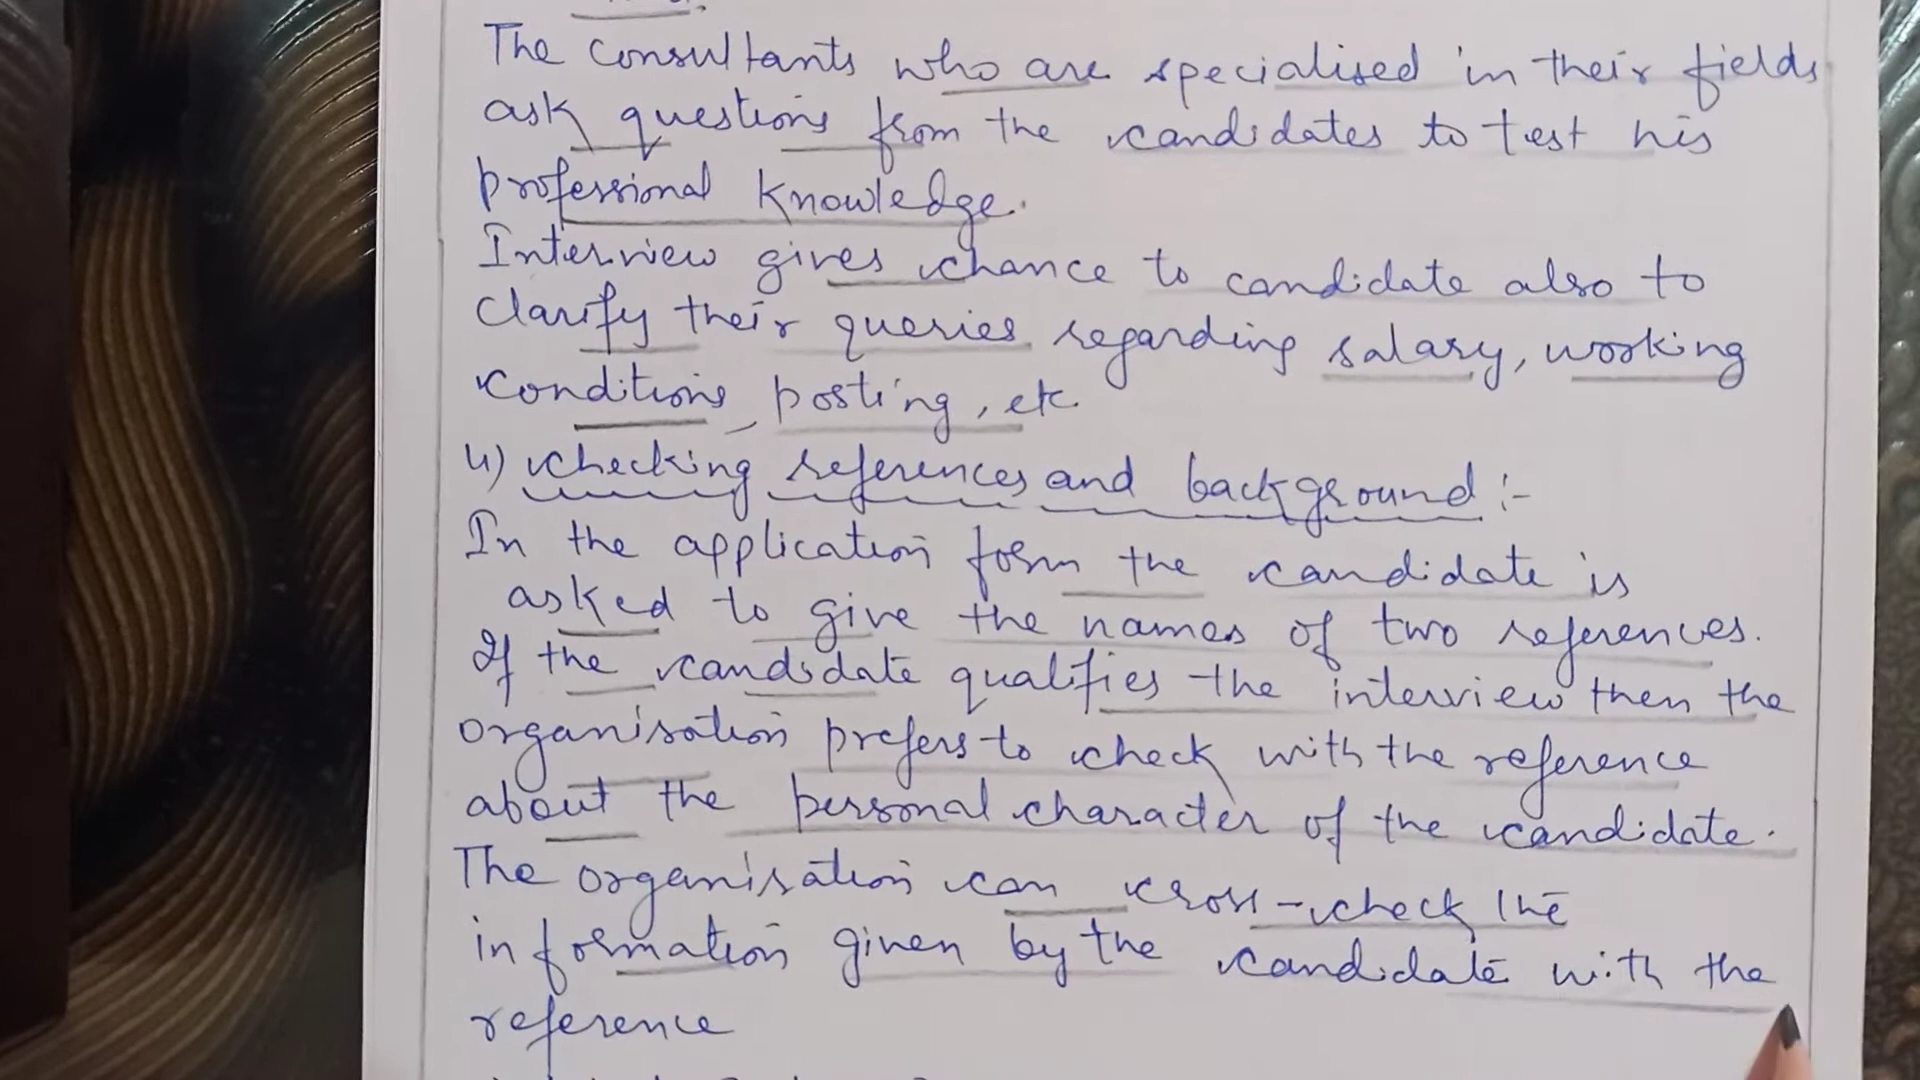 The consultants who are specialised in their fields
ask questions from the candidates to test his
professional knowledge.
Interview gives chance to candidate also to
clarify their queries regarding salary, working
conditions, posting, etc.
4) checking references and background :-
In the application form the candidate is
asked to give the names of two references.
If the candidate qualifies the interview then the
organisation prefers to check with the reference
about the personal character of the candidate.
The organisation can cross-check the
information given by the candidate with the
reference